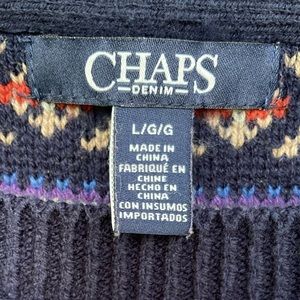 CHAPS
DENIM
L/G/G
MADE IN
CHINA
FABRIQUÉ EN
CHINE
HECHO EN
CHINA
CON INSUMOS
IMPORTADOS